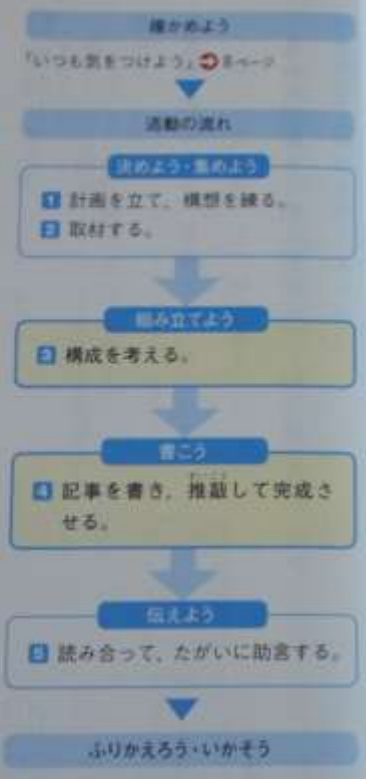 確かめよう
「いつも気をつけよう」➡8ページ
活動の流れ
決めよう・集めよう
1 計画を立て、構想を練る。
2 取材する。
組み立てよう
3 構成を考える。
書こう
4 記事を書き、推敲して完成さ
せる。
伝えよう
5 読み合って、たがいに助言する。
ふりかえろう・いかそう